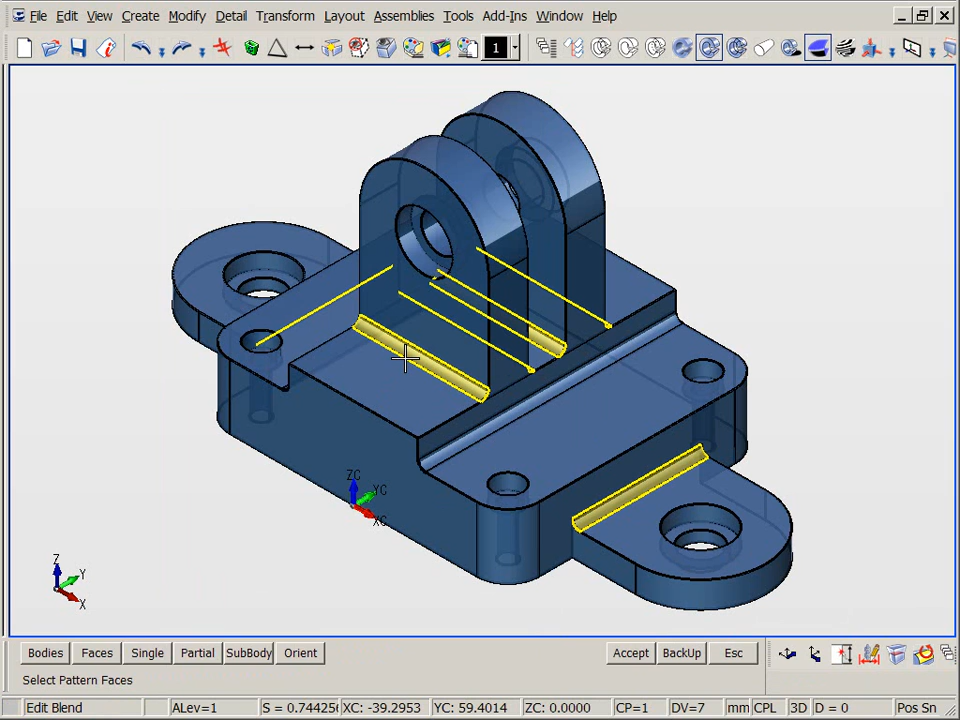 File Edit View Create Modify Detail Transform Layout Assemblies Tools Add-Ins Window Help
1
ZC
YC
XC
Z
Y
X
Bodies Faces Single Partial SubBody Orient Accept BackUp Esc
Select Pattern Faces
Edit Blend ALev=1 S = 0.744256 XC: -39.2953 YC: 59.4014 ZC: 0.0000 CP=1 DV=7 mm CPL 3D D = 0 Pos Sn